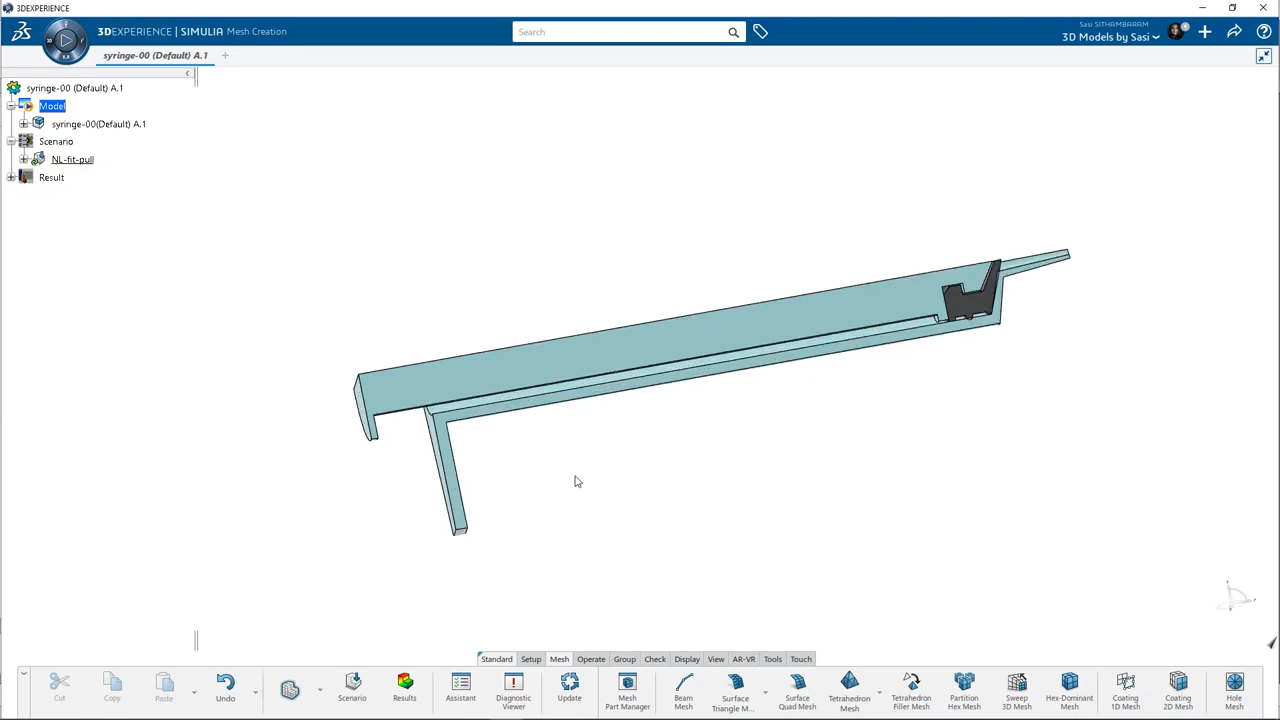 3DEXPERIENCE
3DEXPERIENCE | SIMULIA Mesh Creation
Search
Sasi SITHAMBARAM
3D Models by Sasi
syringe-00 (Default) A.1
syringe-00 (Default) A.1
Model
syringe-00(Default) A.1
Scenario
NL-fit-pull
Result
Standard Setup Mesh Operate Group Check Display View AR-VR Tools Touch
Cut
Copy
Paste
Undo
Scenario
Results
Assistant
Diagnostic
Viewer
Update
Mesh
Part Manager
Beam
Mesh
Surface
Triangle M...
Surface
Quad Mesh
Tetrahedron
Mesh
Tetrahedron
Filler Mesh
Partition
Hex Mesh
Sweep
3D Mesh
Hex-Dominant
Mesh
Coating
1D Mesh
Coating
2D Mesh
Hole
Mesh